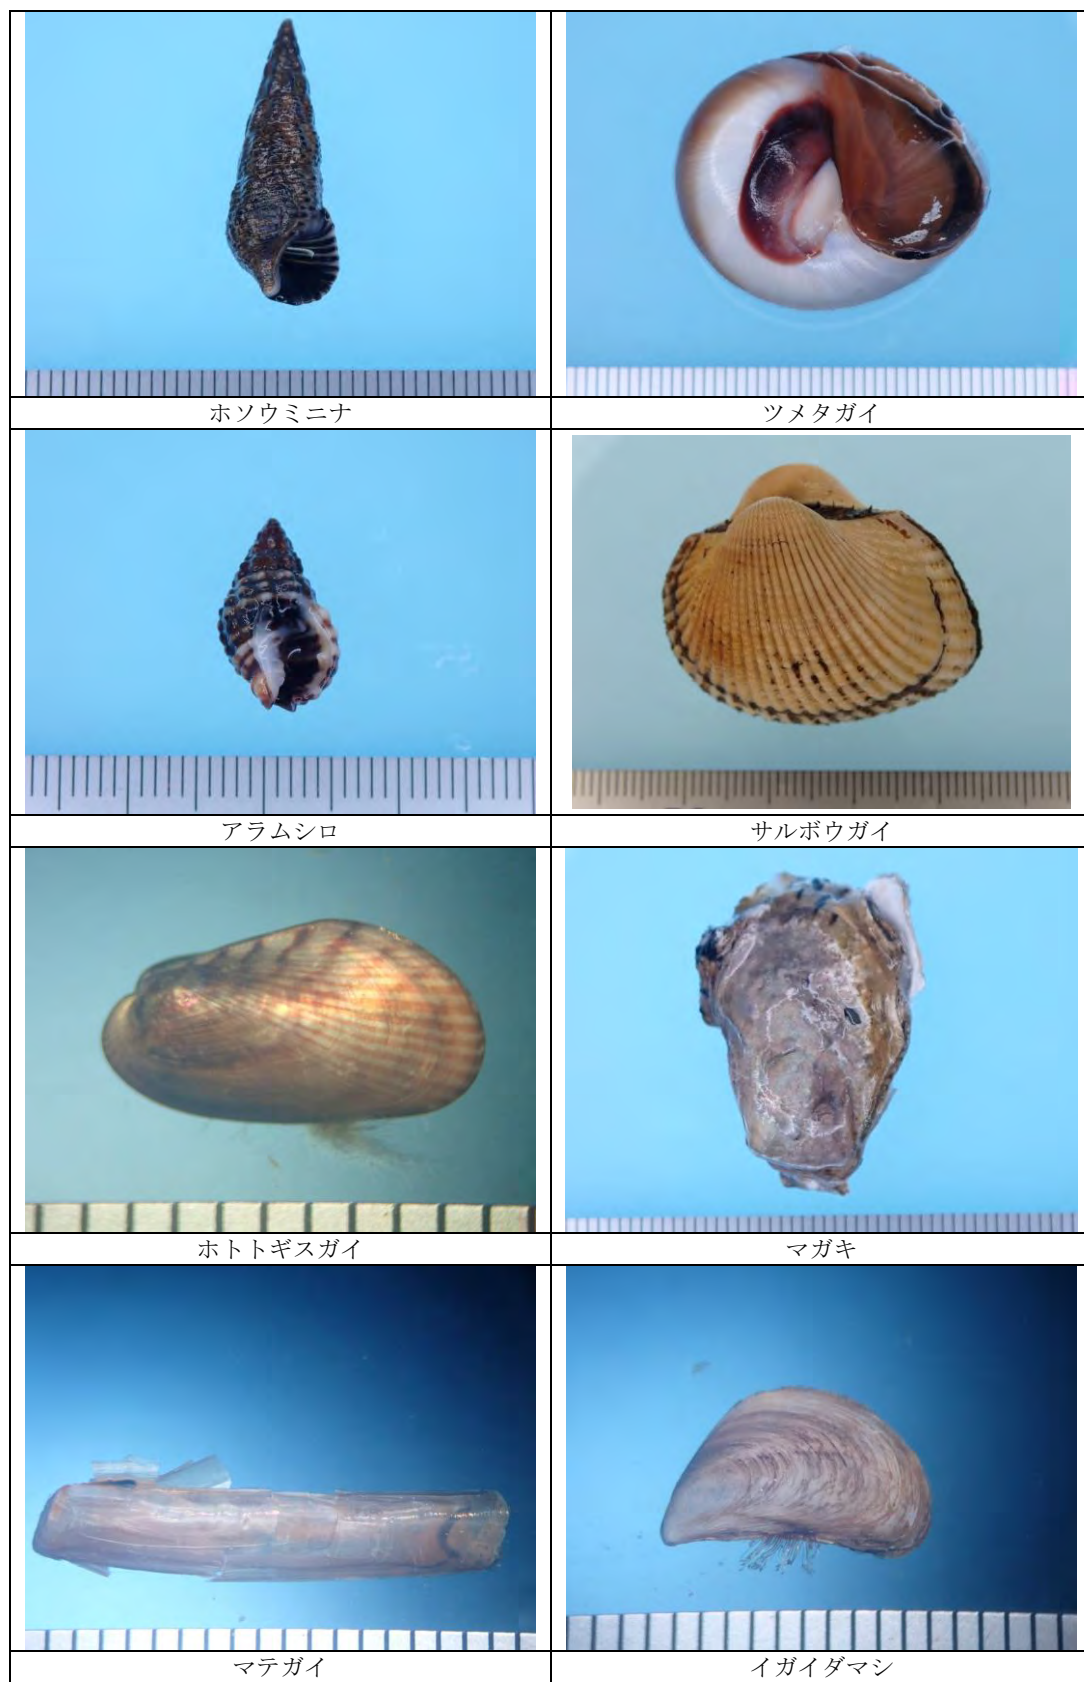 ホソウミニナ
ツメタガイ
アラムシロ
サルボウガイ
ホトトギスガイ
マガキ
マテガイ
イガイダマシ